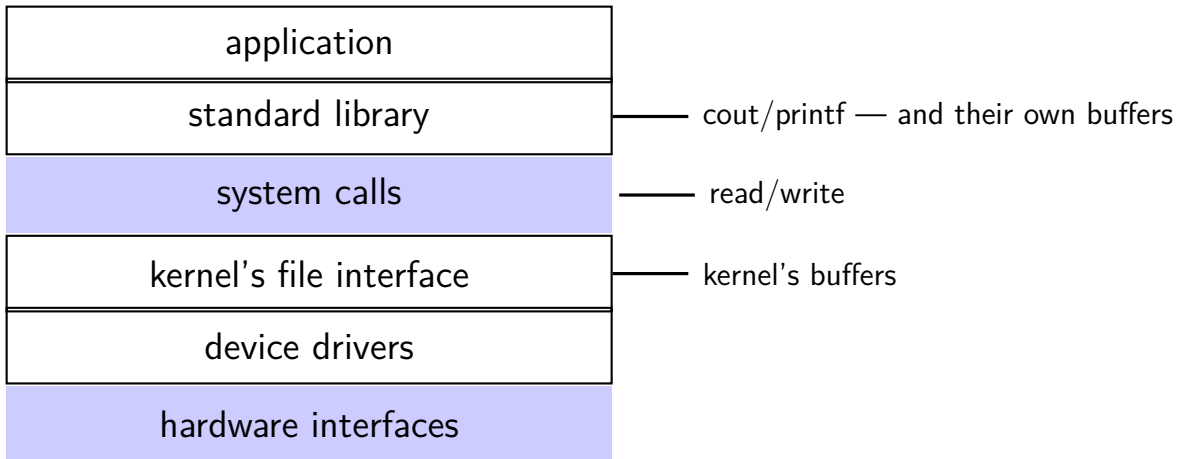 application
standard library
cout/printf — and their own buffers
system calls
read/write
kernel's file interface
kernel's buffers
device drivers
hardware interfaces